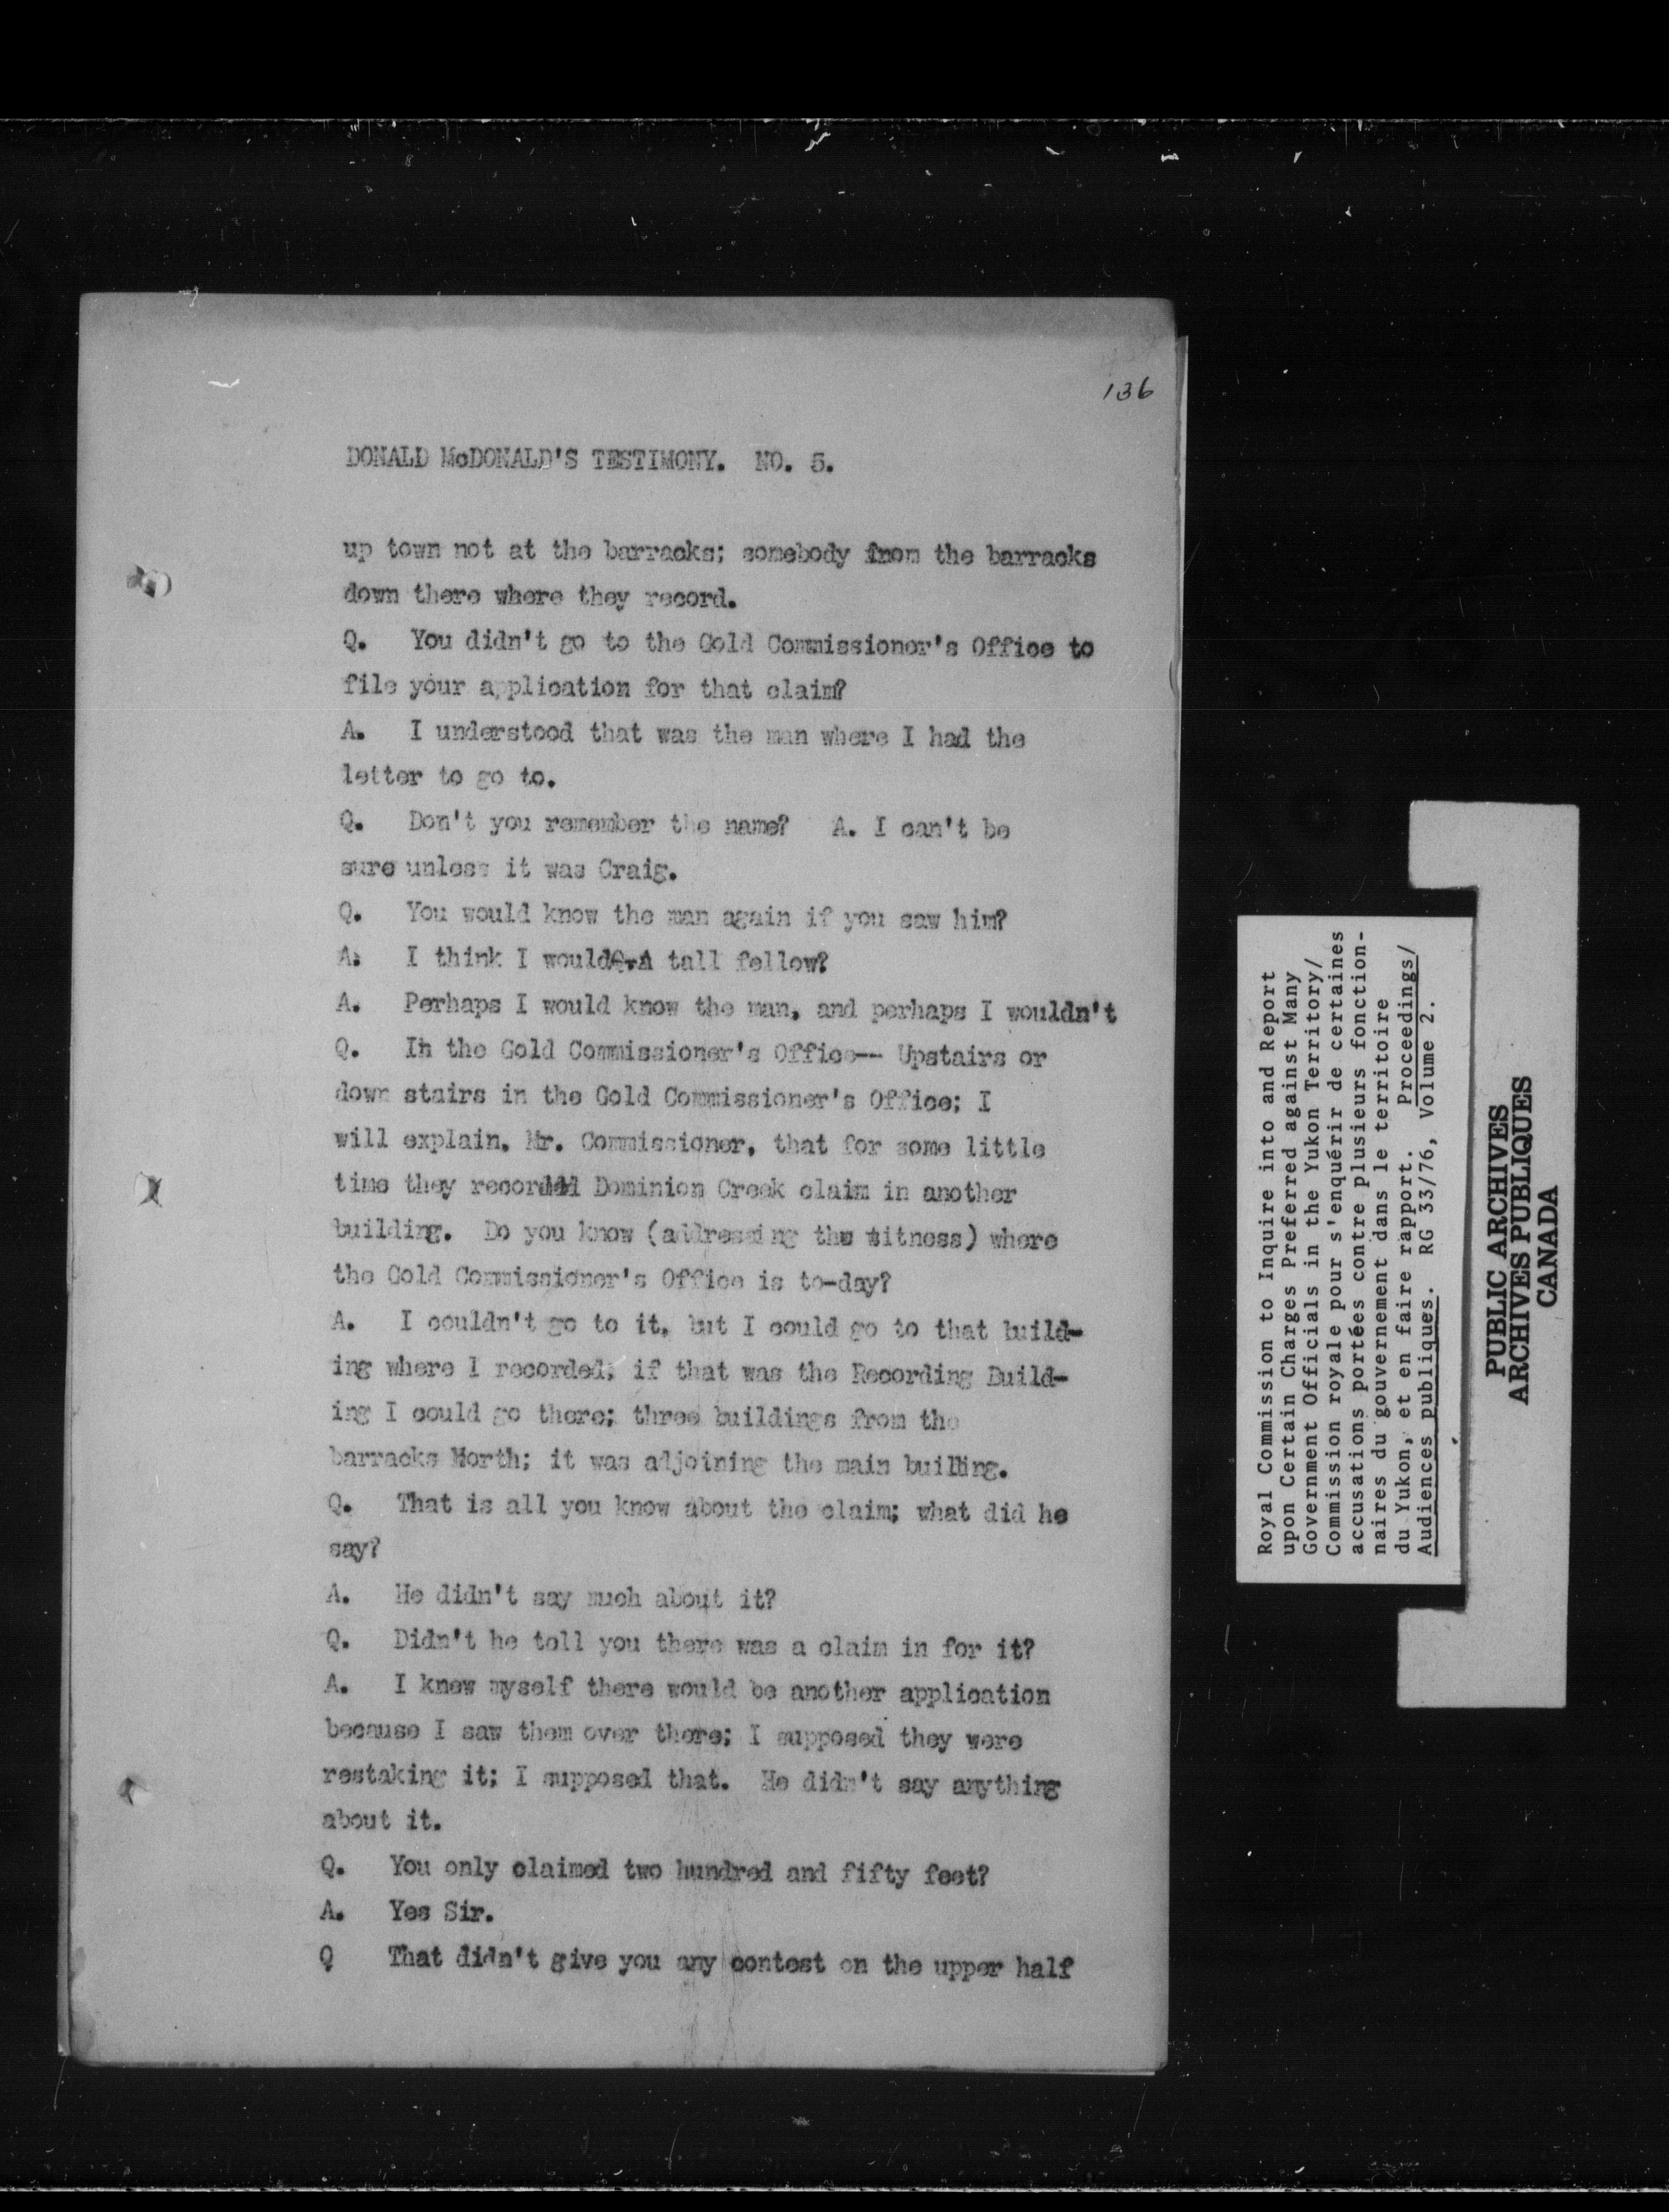 136
DONALD McDONALD'S TESTIMONY. NO. 5.
up town not at the barracks; somebody from the barracks
down there where they record.
Q. You didn't go to the Gold Commissioner's Office to
file your application for that claim?
A. I understood that was the man where I had the
letter to go to.
Q. Don't you remember the name? A. I can't be
sure unless it was Craig.
Q. You would know the man again if you saw him?
A. I think I would Q. A tall fellow?
A. Perhaps I would know the man, and perhaps I wouldn't
Q. In the Gold Commissioner's Office-- Upstairs or
down stairs in the Gold Commissioner's Office; I
will explain, Mr. Commissioner, that for some little
time they recorded Dominion Creek claim in another
building. Do you know (addressing the witness) where
the Gold Commissioner's Office is to-day?
A. I couldn't go to it, but I could go to that build-
ing where I recorded; if that was the Recording Build-
ing I could go there; three buildings from the
barracks North; it was adjoining the main building.
Q. That is all you know about the claim; what did he
say?
A. He didn't say much about it?
Q. Didn't he tell you there was a claim in for it?
A. I knew myself there would be another application
because I saw them over there; I supposed they were
restaking it; I supposed that. He didn't say anything
about it.
Q. You only claimed two hundred and fifty feet?
A. Yes Sir.
Q That didn't give you any contest on the upper half
Royal Commission to Inquire into and Report
upon Certain Charges Preferred against Many
Government Officials in the Yukon Territory/
Commission royale pour s'enquérir de certaines
accusations portées contre plusieurs fonction-
naires du gouvernement dans le territoire
du Yukon, et en faire rapport. Proceedings/
Audiences publiques. RG 33/76, Volume 2.
PUBLIC ARCHIVES
ARCHIVES PUBLIQUES
CANADA